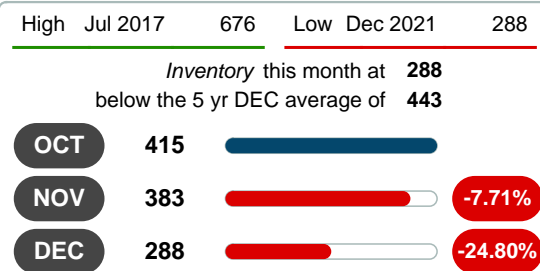 High Jul 2017 676 Low Dec 2021 288
Inventory this month at 288
below the 5 yr DEC average of 443
OCT 415
NOV 383 -7.71%
DEC 288 -24.80%